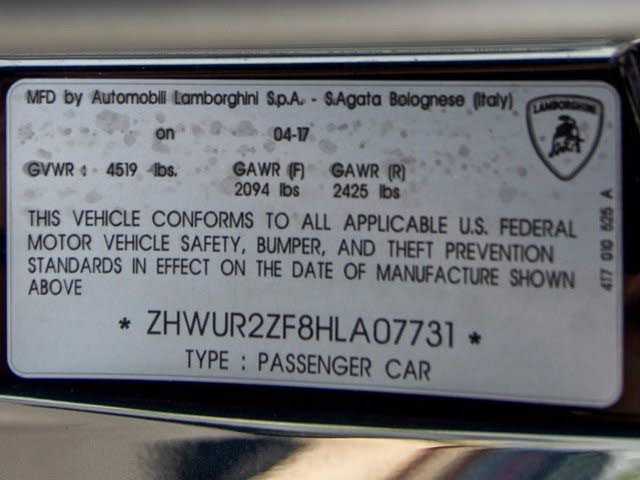 MFD by Automobili Lamborghini S.p.A. - S.Agata Bolognese (Italy)
LAMBORGHINI
on 04-17
GVWR : 4519 lbs. GAWR (F) GAWR (R)
2094 lbs 2425 lbs
THIS VEHICLE CONFORMS TO ALL APPLICABLE U.S. FEDERAL
MOTOR VEHICLE SAFETY, BUMPER, AND THEFT PREVENTION
STANDARDS IN EFFECT ON THE DATE OF MANUFACTURE SHOWN
ABOVE
* ZHWUR2ZF8HLA07731 *
TYPE : PASSENGER CAR
4T7 010 525 A